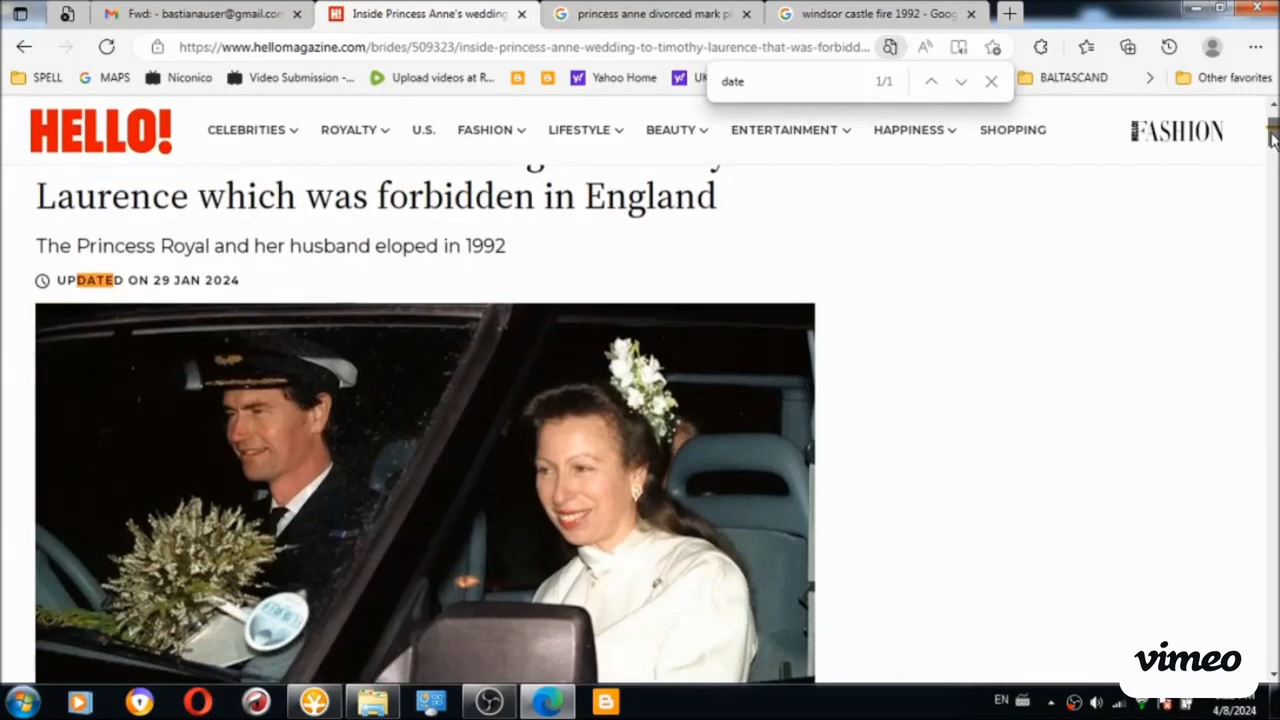 Fwd: - bastianauser@gmail.com
Inside Princess Anne's wedding
princess anne divorced mark p
windsor castle fire 1992 - Goog
https://www.hellomagazine.com/brides/509323/inside-princess-anne-wedding-to-timothy-laurence-that-was-forbidd...
SPELL
MAPS
Niconico
Video Submission -...
Upload videos at R...
Yahoo Home
UK
BALTASCAND
Other favorites
date
1/1
HELLO!
CELEBRITIES
ROYALTY
U.S.
FASHION
LIFESTYLE
BEAUTY
ENTERTAINMENT
HAPPINESS
SHOPPING
HELLO! FASHION
Laurence which was forbidden in England
The Princess Royal and her husband eloped in 1992
UPDATED ON 29 JAN 2024
vimeo
EN
4/8/2024